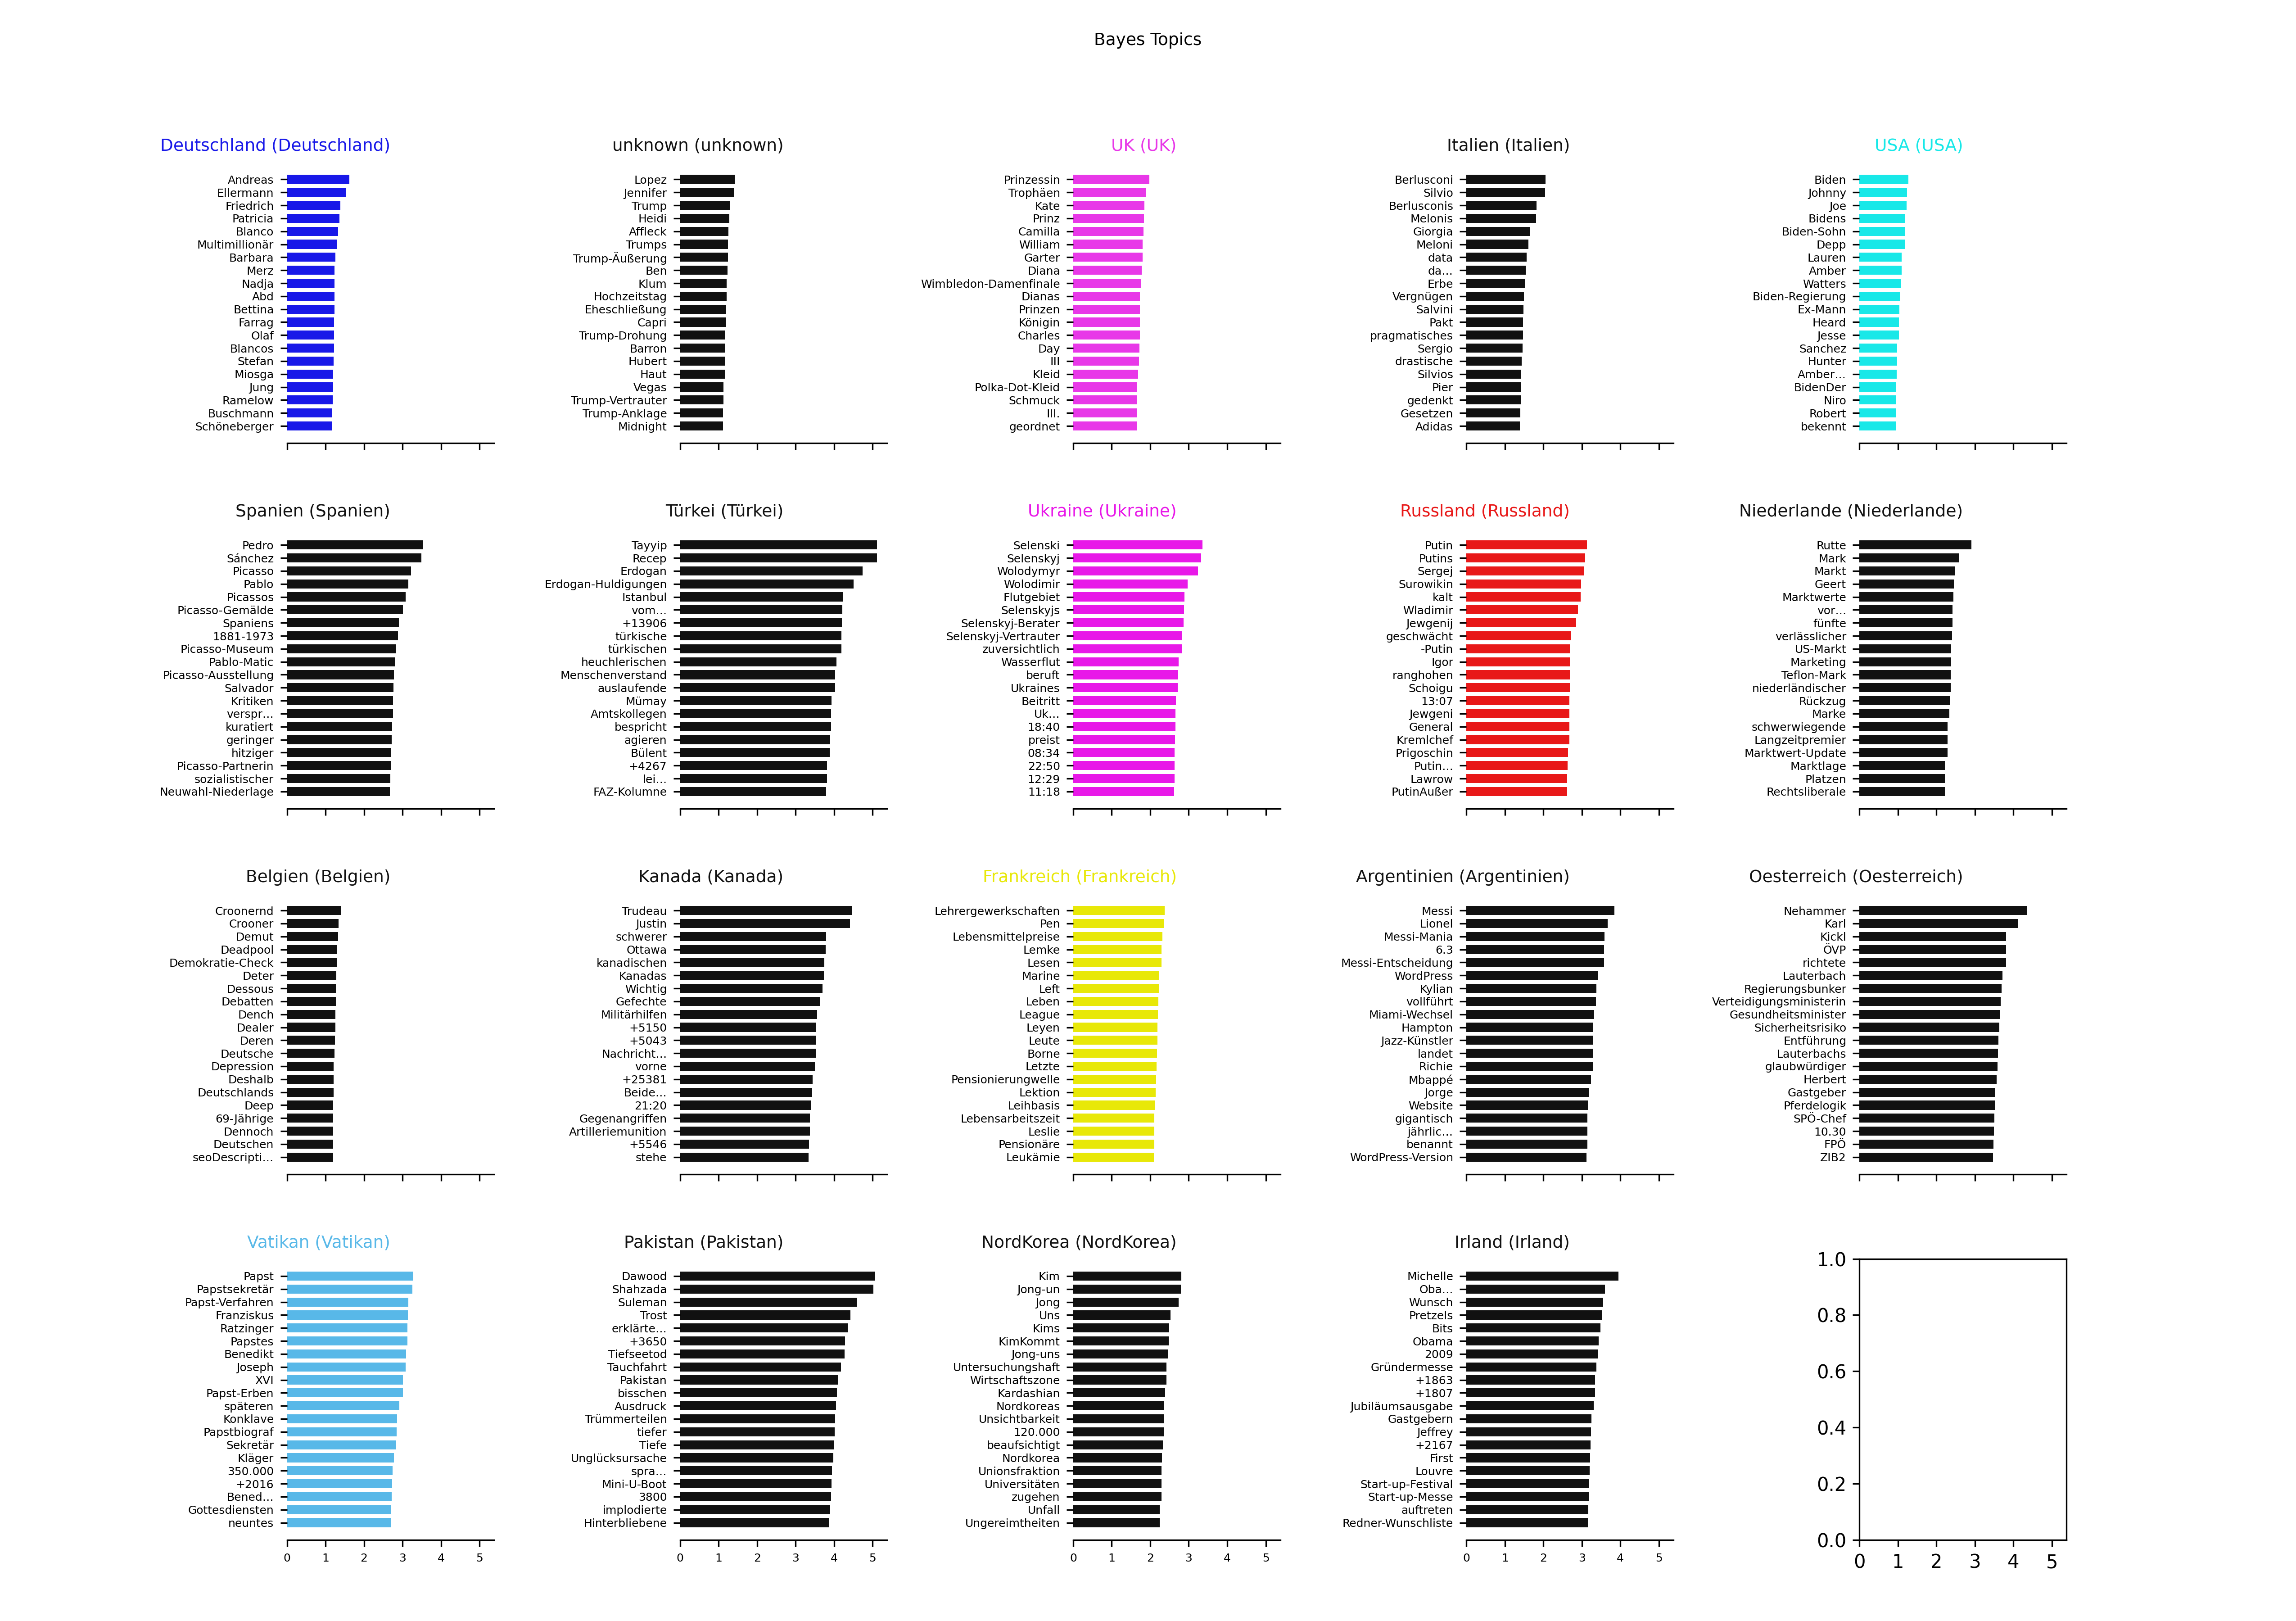 Bayes Topics
Deutschland (Deutschland)
Andreas
Ellermann
Friedrich
Patricia
Blanco
Multimillionär
Barbara
Merz
Nadja
Abd
Bettina
Farrag
Olaf
Blancos
Stefan
Miosga
Jung
Ramelow
Buschmann
Schöneberger
unknown (unknown)
Lopez
Jennifer
Trump
Heidi
Affleck
Trumps
Trump-Äußerung
Ben
Klum
Hochzeitstag
Eheschließung
Capri
Trump-Drohung
Barron
Hubert
Haut
Vegas
Trump-Vertrauter
Trump-Anklage
Midnight
UK (UK)
Prinzessin
Trophäen
Kate
Prinz
Camilla
William
Garter
Diana
Wimbledon-Damenfinale
Dianas
Prinzen
Königin
Charles
Day
III
Kleid
Polka-Dot-Kleid
Schmuck
III.
geordnet
Italien (Italien)
Berlusconi
Silvio
Berlusconis
Melonis
Giorgia
Meloni
data
da...
Erbe
Vergnügen
Salvini
Pakt
pragmatisches
Sergio
drastische
Silvios
Pier
gedenkt
Gesetzen
Adidas
USA (USA)
Biden
Johnny
Joe
Bidens
Biden-Sohn
Depp
Lauren
Amber
Watters
Biden-Regierung
Ex-Mann
Heard
Jesse
Sanchez
Hunter
Amber...
BidenDer
Niro
Robert
bekennt
Spanien (Spanien)
Pedro
Sánchez
Picasso
Pablo
Picassos
Picasso-Gemälde
Spaniens
1881-1973
Picasso-Museum
Pablo-Matic
Picasso-Ausstellung
Salvador
Kritiken
verspr...
kuratiert
geringer
hitziger
Picasso-Partnerin
sozialistischer
Neuwahl-Niederlage
Türkei (Türkei)
Tayyip
Recep
Erdogan
Erdogan-Huldigungen
Istanbul
vom...
+13906
türkische
türkischen
heuchlerischen
Menschenverstand
auslaufende
Mümay
Amtskollegen
bespricht
agieren
Bülent
+4267
lei...
FAZ-Kolumne
Ukraine (Ukraine)
Selenski
Selenskyj
Wolodymyr
Wolodimir
Flutgebiet
Selenskyjs
Selenskyj-Berater
Selenskyj-Vertrauter
zuversichtlich
Wasserflut
beruft
Ukraines
Beitritt
Uk...
18:40
preist
08:34
22:50
12:29
11:18
Russland (Russland)
Putin
Putins
Sergej
Surowikin
kalt
Wladimir
Jewgenij
geschwächt
-Putin
Igor
ranghohen
Schoigu
13:07
Jewgeni
General
Kremlchef
Prigoschin
Putin...
Lawrow
PutinAußer
Niederlande (Niederlande)
Rutte
Mark
Markt
Geert
Marktwerte
vor...
fünfte
verlässlicher
US-Markt
Marketing
Teflon-Mark
niederländischer
Rückzug
Marke
schwerwiegende
Langzeitpremier
Marktwert-Update
Marktlage
Platzen
Rechtsliberale
Belgien (Belgien)
Croonernd
Crooner
Demut
Deadpool
Demokratie-Check
Deter
Dessous
Debatten
Dench
Dealer
Deren
Deutsche
Depression
Deshalb
Deutschlands
Deep
69-Jährige
Dennoch
Deutschen
seoDescripti...
Kanada (Kanada)
Trudeau
Justin
schwerer
Ottawa
kanadischen
Kanadas
Wichtig
Gefechte
Militärhilfen
+5150
+5043
Nachricht...
vorne
+25381
Beide...
21:20
Gegenangriffen
Artilleriemunition
+5546
stehe
Frankreich (Frankreich)
Lehrergewerkschaften
Pen
Lebensmittelpreise
Lemke
Lesen
Marine
Left
Leben
League
Leyen
Leute
Borne
Letzte
Pensionierungwelle
Lektion
Leihbasis
Lebensarbeitszeit
Leslie
Pensionäre
Leukämie
Argentinien (Argentinien)
Messi
Lionel
Messi-Mania
6.3
Messi-Entscheidung
WordPress
Kylian
vollführt
Miami-Wechsel
Hampton
Jazz-Künstler
landet
Richie
Mbappé
Jorge
Website
gigantisch
jährlic...
benannt
WordPress-Version
Oesterreich (Oesterreich)
Nehammer
Karl
Kickl
ÖVP
richtete
Lauterbach
Regierungsbunker
Verteidigungsministerin
Gesundheitsminister
Sicherheitsrisiko
Entführung
Lauterbachs
glaubwürdiger
Herbert
Gastgeber
Pferdelogik
SPÖ-Chef
10.30
FPÖ
ZIB2
Vatikan (Vatikan)
Papst
Papstsekretär
Papst-Verfahren
Franziskus
Ratzinger
Papstes
Benedikt
Joseph
XVI
Papst-Erben
späteren
Konklave
Papstbiograf
Sekretär
Kläger
350.000
+2016
Bened...
Gottesdiensten
neuntes
0 1 2 3 4 5
Pakistan (Pakistan)
Dawood
Shahzada
Suleman
Trost
erklärte...
+3650
Tiefseetod
Tauchfahrt
Pakistan
bisschen
Ausdruck
Trümmerteilen
tiefer
Tiefe
Unglücksursache
spra...
Mini-U-Boot
3800
implodierte
Hinterbliebene
0 1 2 3 4 5
NordKorea (NordKorea)
Kim
Jong-un
Jong
Uns
Kims
KimKommt
Jong-uns
Untersuchungshaft
Wirtschaftszone
Kardashian
Nordkoreas
Unsichtbarkeit
120.000
beaufsichtigt
Nordkorea
Unionsfraktion
Universitäten
zugehen
Unfall
Ungereimtheiten
0 1 2 3 4 5
Irland (Irland)
Michelle
Oba...
Wunsch
Pretzels
Bits
Obama
2009
Gründermesse
+1863
+1807
Jubiläumsausgabe
Gastgebern
Jeffrey
+2167
First
Louvre
Start-up-Festival
Start-up-Messe
auftreten
Redner-Wunschliste
0 1 2 3 4 5
1.0
0.8
0.6
0.4
0.2
0.0
0 1 2 3 4 5